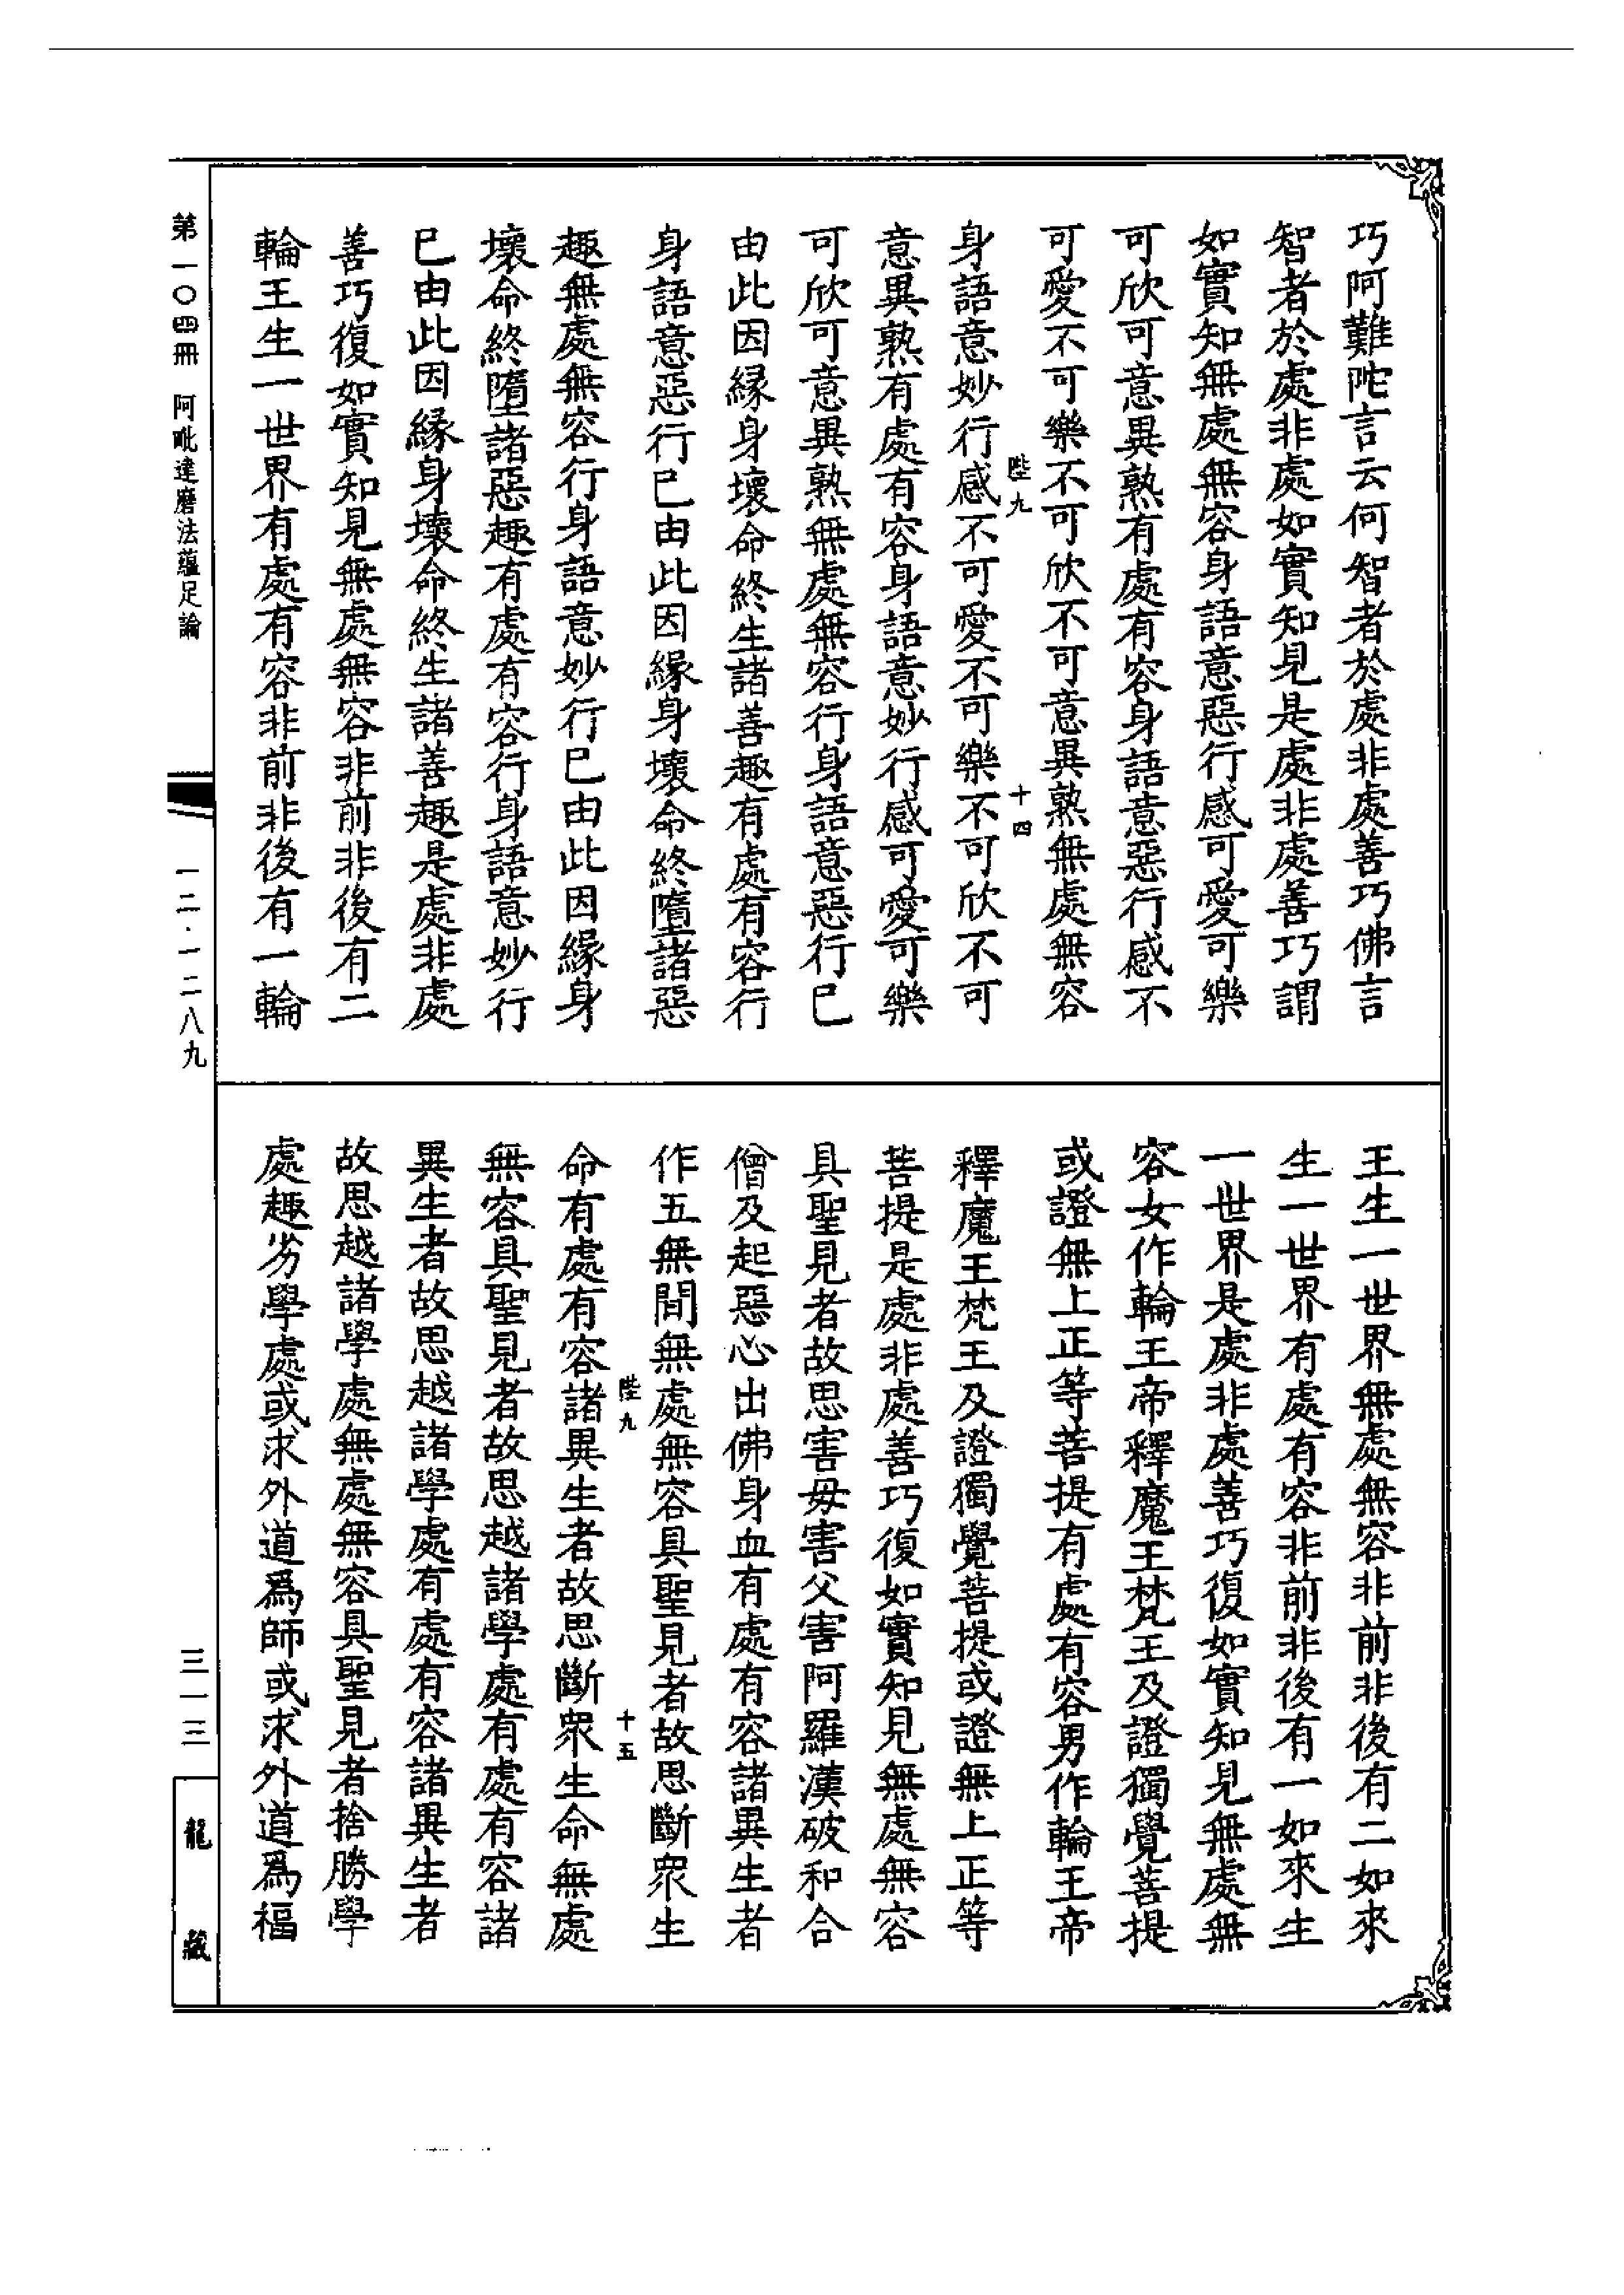 巧阿難陀言云何智者於處非處善巧佛言
智者於處非處如實知見是處非處善巧謂
如實知無處無容身語意惡行感可愛可樂
可欣可意異熟有處有容身語意惡行感不
可愛不可樂不可欣不可意異熟無處無容
陛九 十四
身語意妙行感不可愛不可樂不可欣不可
意異熟有處有容身語意妙行感可愛可樂
可欣可意異熟無處無容行身語意惡行已
由此因緣身壞命終生諸善趣有處有容行
身語意惡行已由此因緣身壞命終墮諸惡
趣無處無容行身語意妙行已由此因緣身
壞命終墮諸惡趣有處有容行身語意妙行
已由此因緣身壞命終生諸善趣是處非處
善巧復如實知見無處無容非前非後有二
輪王生一世界有處有容非前非後有一輪
王生一世界無處無容非前非後有二如來
生一世界有處有容非前非後有一如來生
一世界是處非處善巧復如實知見無處無
容女作輪王帝釋魔王梵王及證獨覺菩提
或證無上正等菩提有處有容男作輪王帝
釋魔王梵王及證獨覺菩提或證無上正等
菩提是處非處善巧復如實知見無處無容
具聖見者故思害母害父害阿羅漢破和合
僧及起惡心出佛身血有處有容諸異生者
作五無間無處無容具聖見者故思斷眾生
陛九 十五
命有處有容諸異生者故思斷眾生命無處
無容具聖見者故思越諸學處有處有容諸
異生者故思越諸學處有處有容諸異生者
故思越諸學處無處無容具聖見者捨勝學
處趣劣學處或求外道爲師或求外道爲福
第一〇四冊 阿毗達磨法蘊足論
一二·一二八九
三一三
龍藏